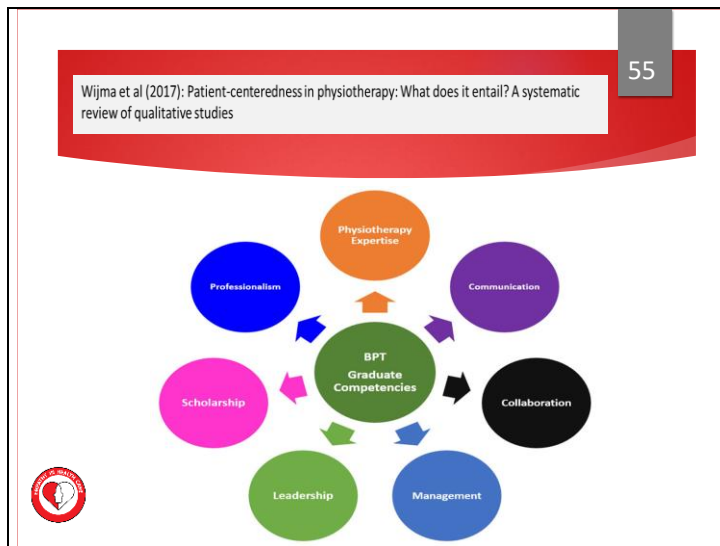 55
Wijma et al (2017): Patient-centeredness in physiotherapy: What does it entail? A systematic
review of qualitative studies
Physiotherapy
Expertise
Professionalism
Communication
BPT
Graduate
Competencies
Scholarship
Collaboration
Leadership
Management